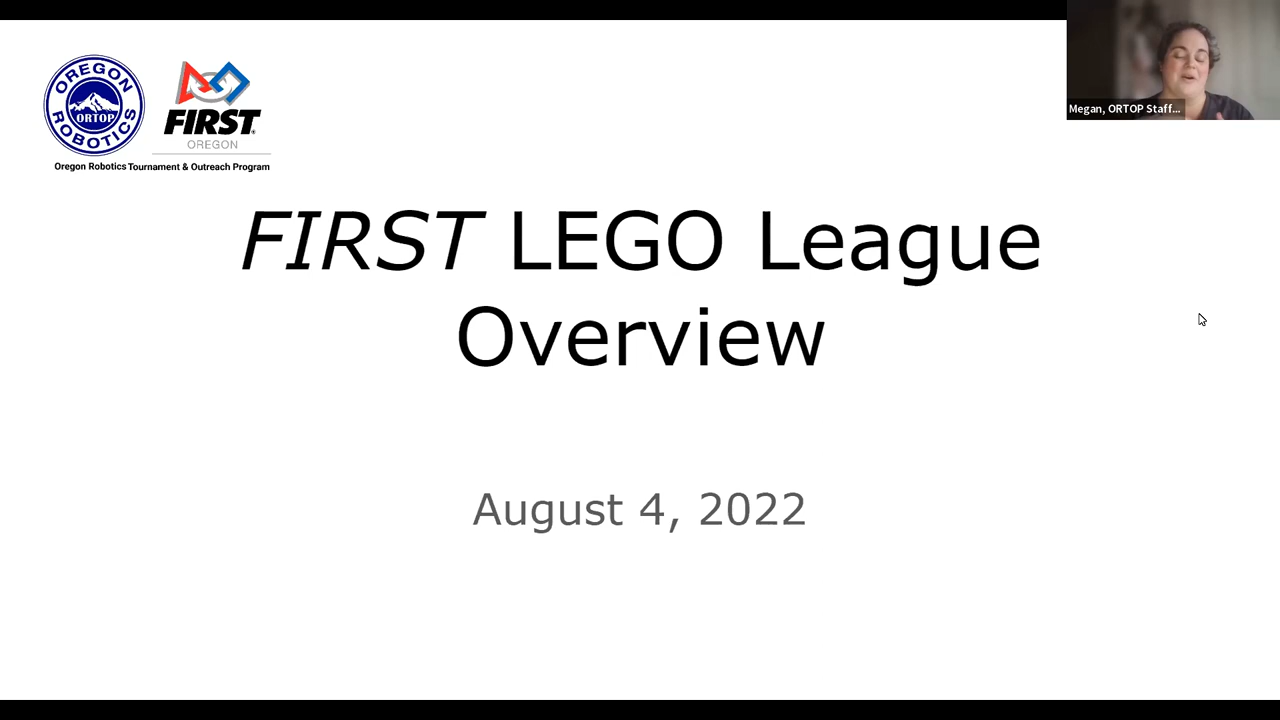 OREGON
ORTOP
ROBOTICS
FIRST
OREGON
Oregon Robotics Tournament & Outreach Program
Megan, ORTOP Staff...
FIRST LEGO League
Overview
August 4, 2022